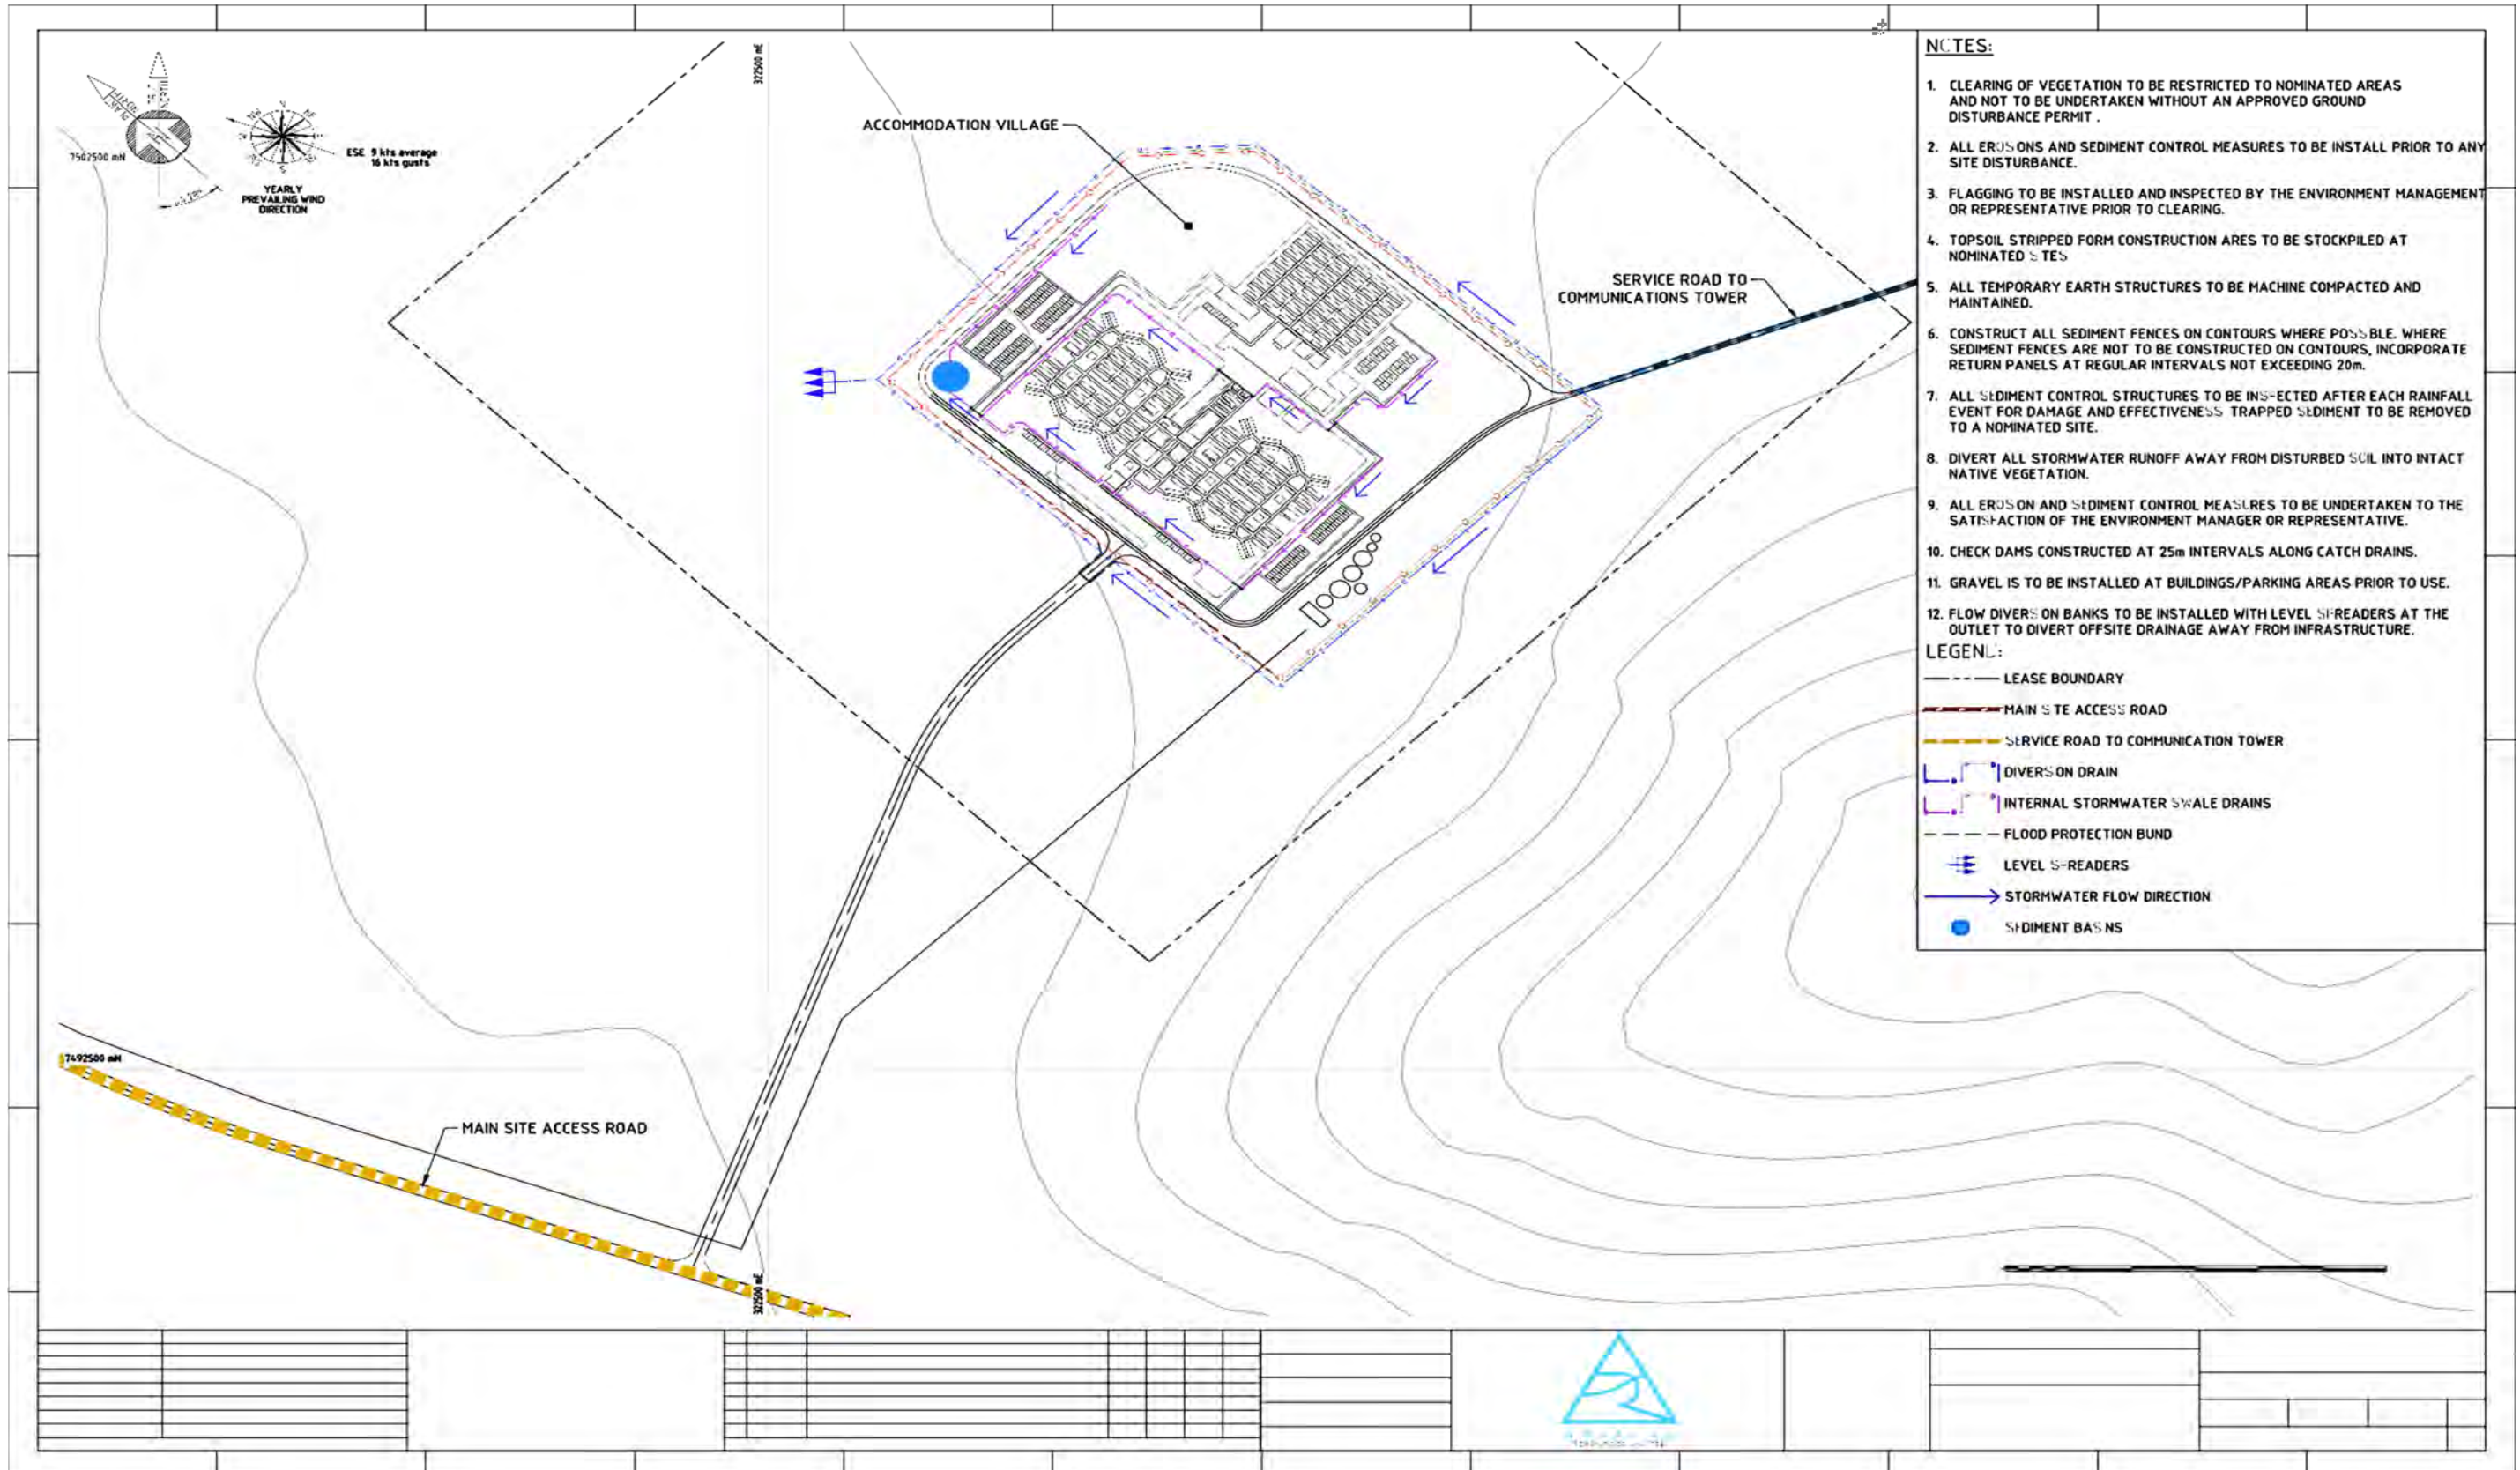 TRUE
NORTH
PLANT
NORTH
7502500 mN
ESE 9 kts average
16 kts gusts
YEARLY
PREVAILING WIND
DIRECTION
322500 mE
ACCOMMODATION VILLAGE
SERVICE ROAD TO
COMMUNICATIONS TOWER
7492500 mN
MAIN SITE ACCESS ROAD
322500 mE
NOTES:
1. CLEARING OF VEGETATION TO BE RESTRICTED TO NOMINATED AREAS
AND NOT TO BE UNDERTAKEN WITHOUT AN APPROVED GROUND
DISTURBANCE PERMIT .
2. ALL EROSIONS AND SEDIMENT CONTROL MEASURES TO BE INSTALL PRIOR TO ANY
SITE DISTURBANCE.
3. FLAGGING TO BE INSTALLED AND INSPECTED BY THE ENVIRONMENT MANAGEMENT
OR REPRESENTATIVE PRIOR TO CLEARING.
4. TOPSOIL STRIPPED FORM CONSTRUCTION ARES TO BE STOCKPILED AT
NOMINATED SITES
5. ALL TEMPORARY EARTH STRUCTURES TO BE MACHINE COMPACTED AND
MAINTAINED.
6. CONSTRUCT ALL SEDIMENT FENCES ON CONTOURS WHERE POSSIBLE. WHERE
SEDIMENT FENCES ARE NOT TO BE CONSTRUCTED ON CONTOURS, INCORPORATE
RETURN PANELS AT REGULAR INTERVALS NOT EXCEEDING 20m.
7. ALL SEDIMENT CONTROL STRUCTURES TO BE INSPECTED AFTER EACH RAINFALL
EVENT FOR DAMAGE AND EFFECTIVENESS TRAPPED SEDIMENT TO BE REMOVED
TO A NOMINATED SITE.
8. DIVERT ALL STORMWATER RUNOFF AWAY FROM DISTURBED SOIL INTO INTACT
NATIVE VEGETATION.
9. ALL EROSION AND SEDIMENT CONTROL MEASURES TO BE UNDERTAKEN TO THE
SATISFACTION OF THE ENVIRONMENT MANAGER OR REPRESENTATIVE.
10. CHECK DAMS CONSTRUCTED AT 25m INTERVALS ALONG CATCH DRAINS.
11. GRAVEL IS TO BE INSTALLED AT BUILDINGS/PARKING AREAS PRIOR TO USE.
12. FLOW DIVERSION BANKS TO BE INSTALLED WITH LEVEL SPREADERS AT THE
OUTLET TO DIVERT OFFSITE DRAINAGE AWAY FROM INFRASTRUCTURE.
LEGEND:
LEASE BOUNDARY
MAIN SITE ACCESS ROAD
SERVICE ROAD TO COMMUNICATION TOWER
DIVERSION DRAIN
INTERNAL STORMWATER SWALE DRAINS
FLOOD PROTECTION BUND
LEVEL SPREADERS
STORMWATER FLOW DIRECTION
SEDIMENT BASINS